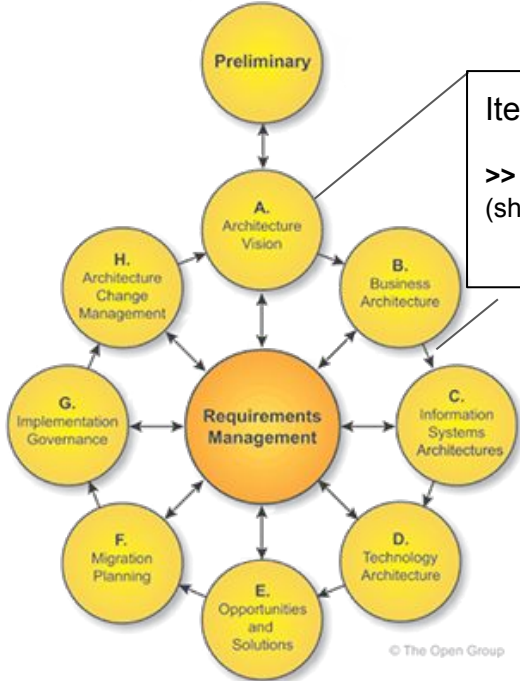 Preliminary
A.
Architecture
Vision
Ite
>>
(sh
H.
Architecture
Change
Management
B.
Business
Architecture
G.
Implementation
Governance
Requirements
Management
C.
Information
Systems
Architectures
F.
Migration
Planning
D.
Technology
Architecture
E.
Opportunities
and
Solutions
© The Open Group